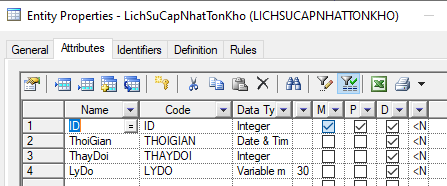 Entity Properties - LichSuCapNhatTonKho (LICHSUCAPNHATTONKHO)
General Attributes Identifiers Definition Rules
Name Code Data Ty M P D
1 ID = ID Integer <N
2 ThoiGian THOIGIAN Date & Tim <N
3 ThayDoi THAYDOI Integer <N
4 LyDo LYDO Variable m 30 <N